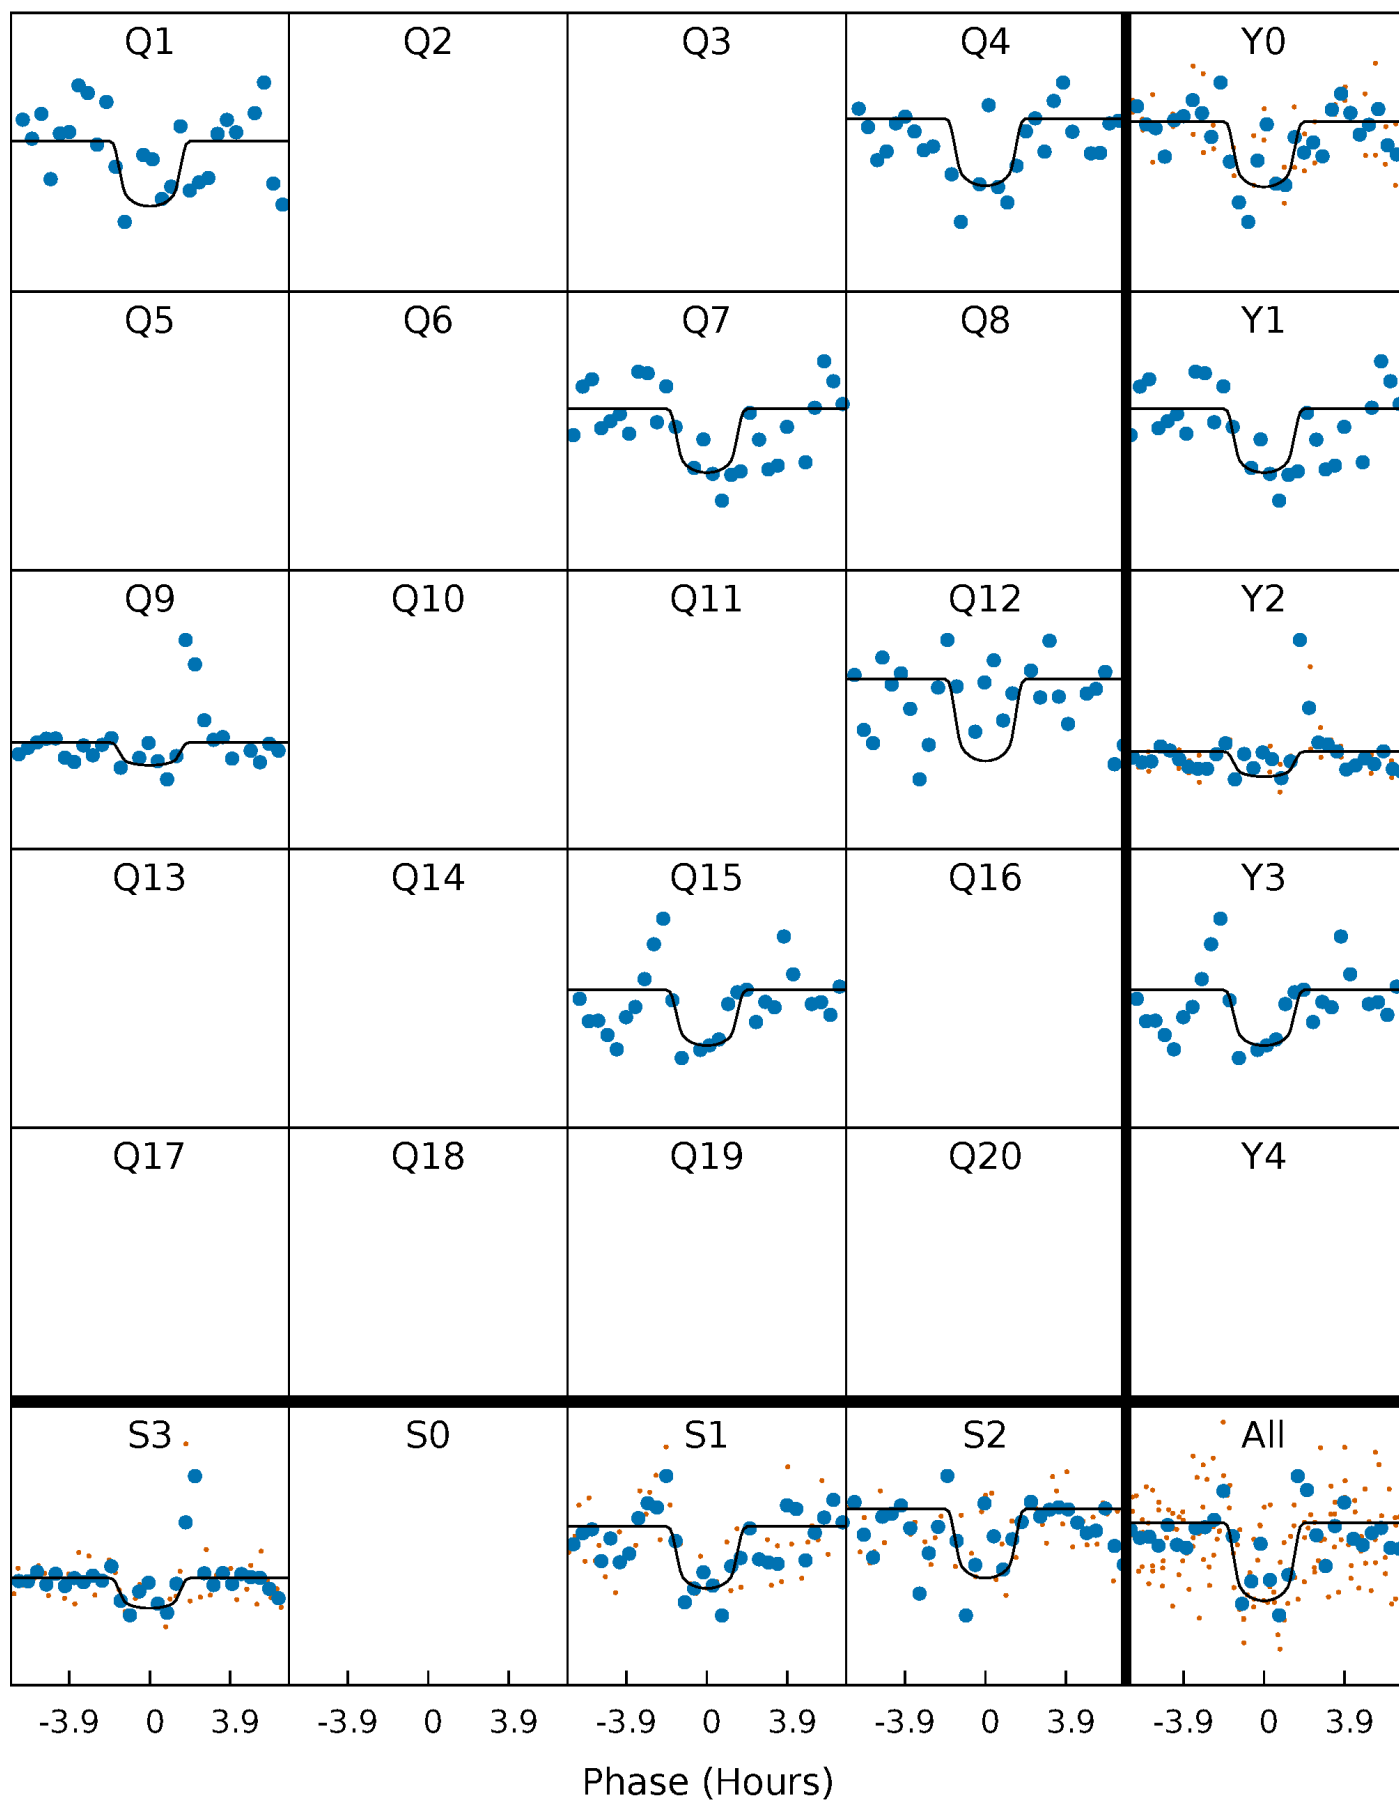 Q1 Q2 Q3 Q4 Y0
Q5 Q6 Q7 Q8 Y1
Q9 Q10 Q11 Q12 Y2
Q13 Q14 Q15 Q16 Y3
Q17 Q18 Q19 Q20 Y4
S3 S0 S1 S2 All
-3.9 0 3.9 -3.9 0 3.9 -3.9 0 3.9 -3.9 0 3.9 -3.9 0 3.9
Phase (Hours)